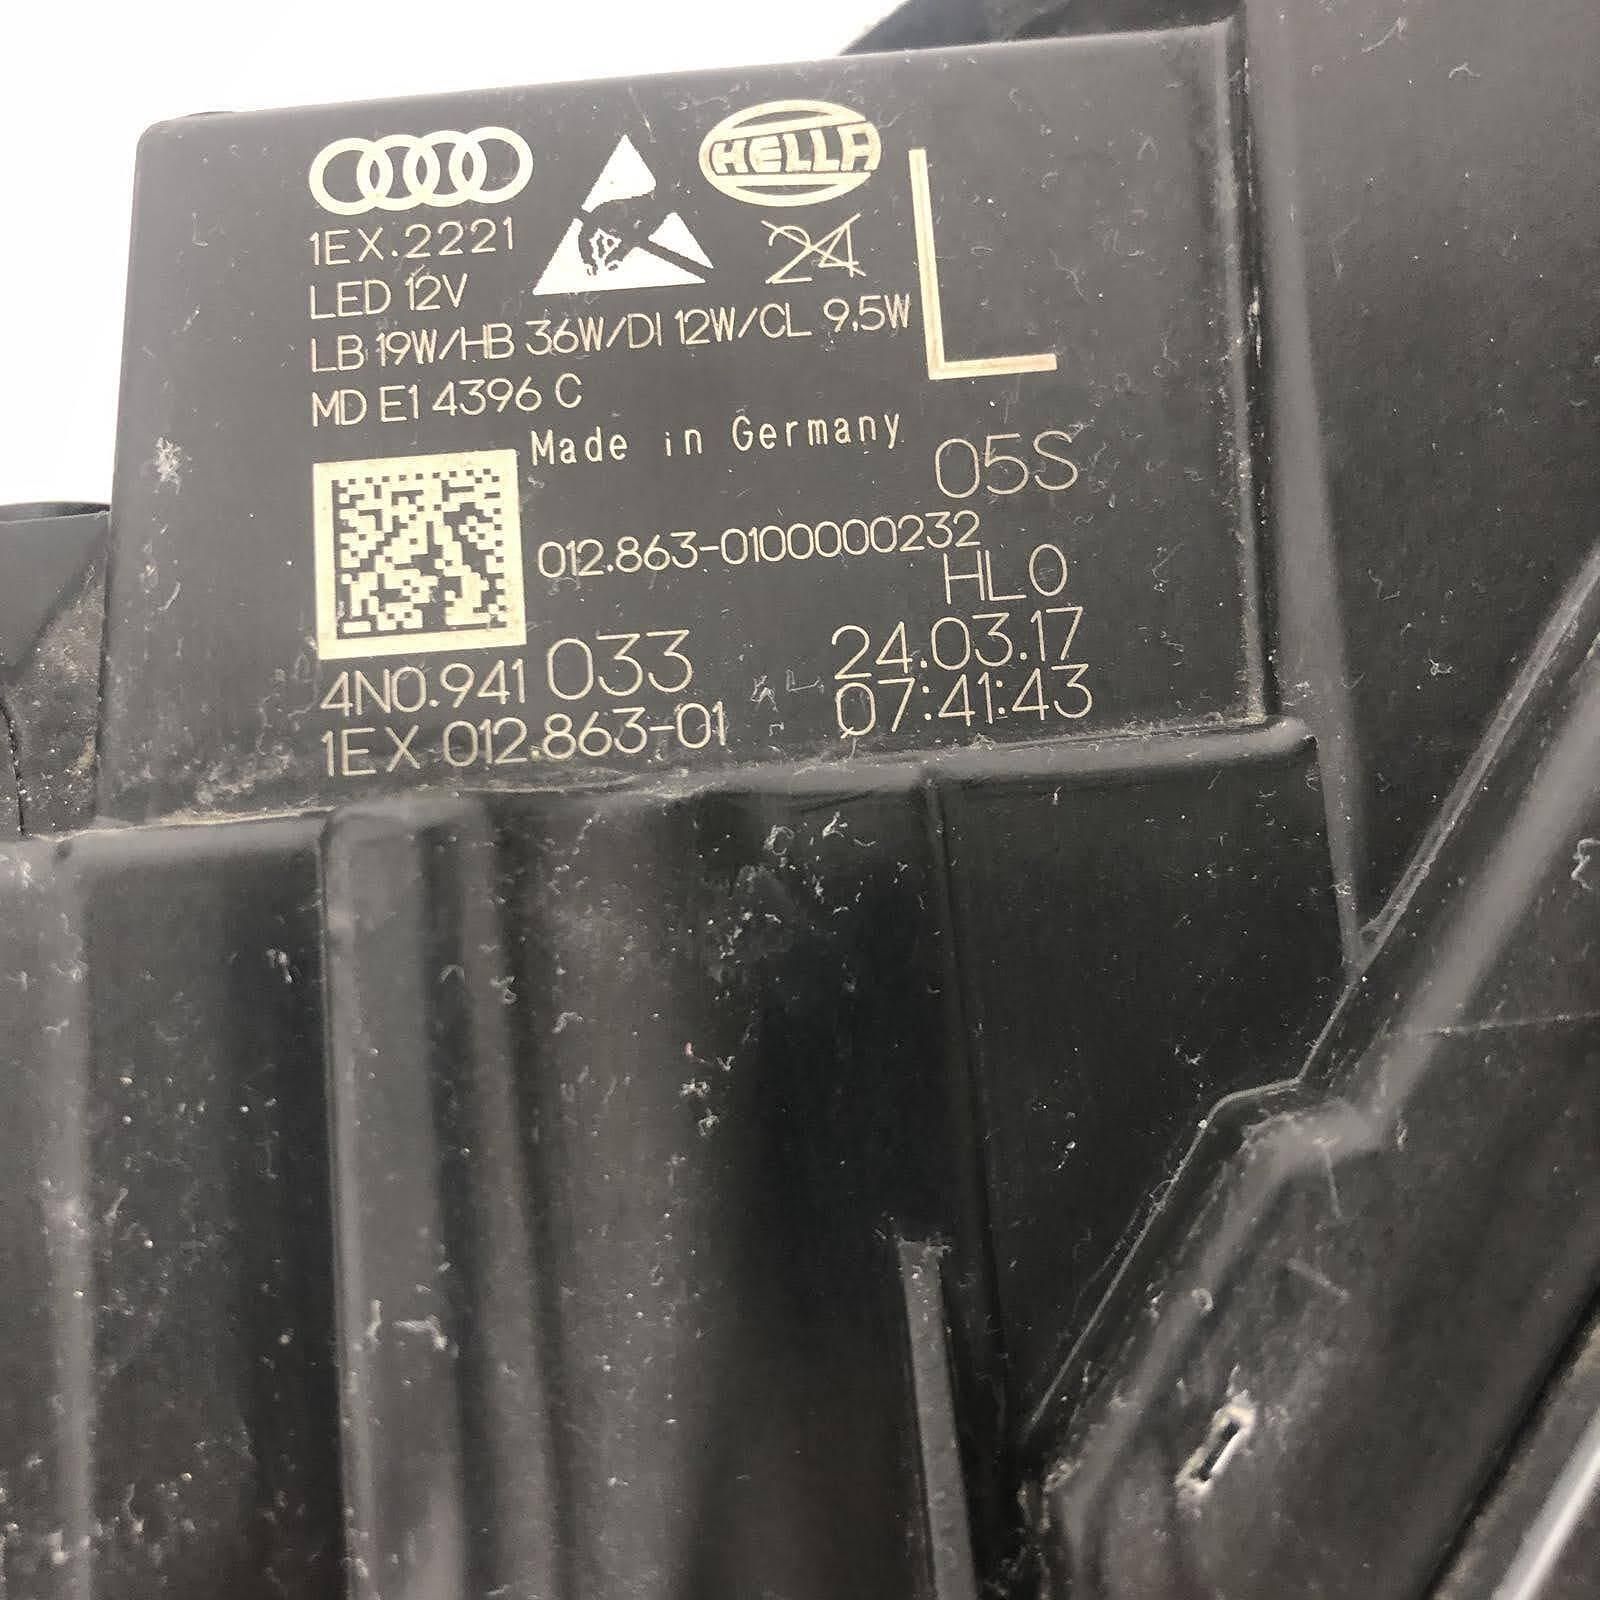 HELLA
1EX.2221
24
LED 12V
L
LB 19W/HB 36W/DI 12W/CL 9,5W
MD E1 4396 C
Made in Germany
05S
012.863-0100000232
HL0
4N0.941 033
24.03.17
1EX 012.863-01
07:41:43